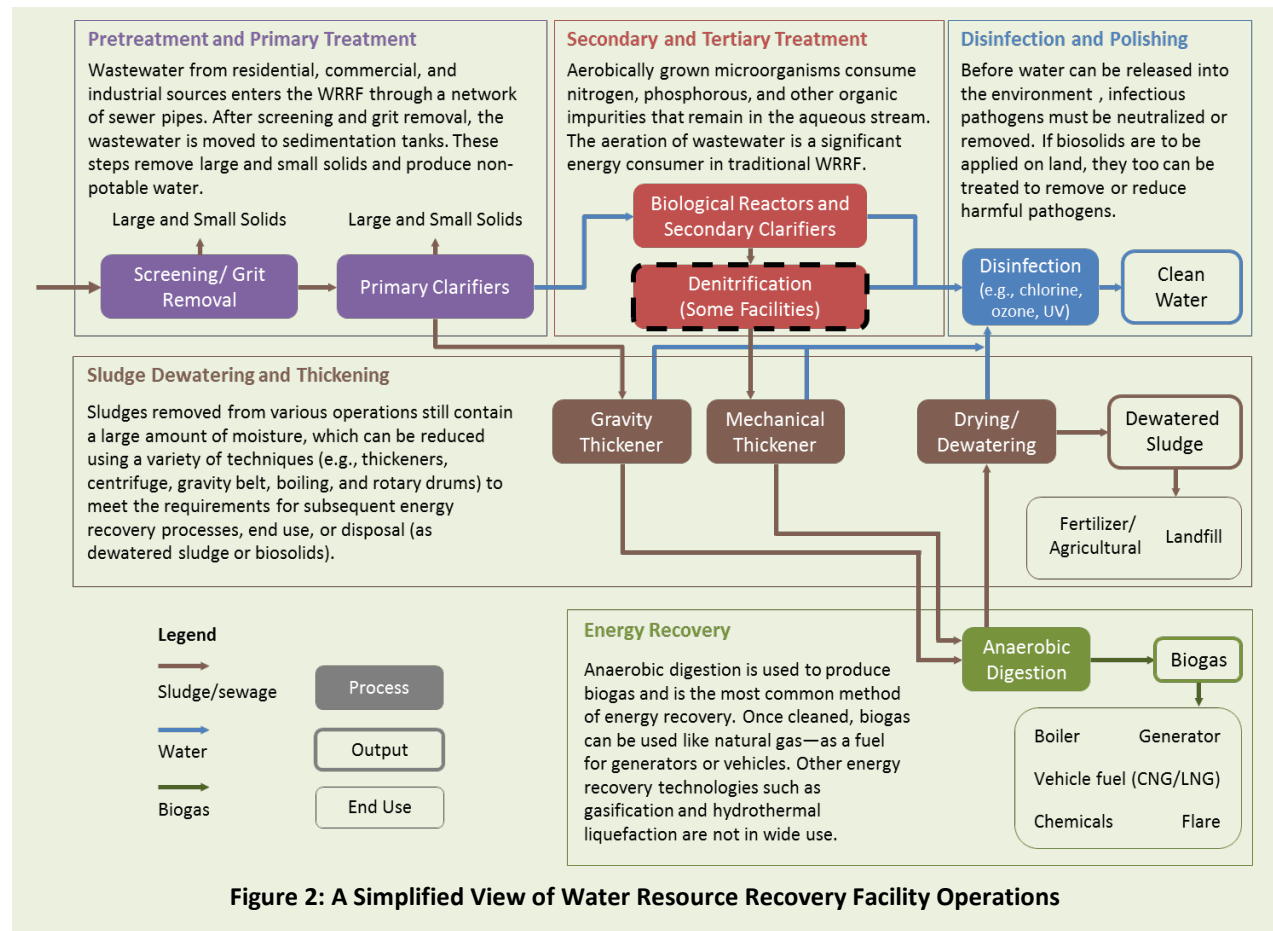 Pretreatment and Primary Treatment
Wastewater from residential, commercial, and
industrial sources enters the WRRF through a network
of sewer pipes. After screening and grit removal, the
wastewater is moved to sedimentation tanks. These
steps remove large and small solids and produce non-
potable water.
Large and Small Solids
Large and Small Solids
Screening/ Grit
Removal
Primary Clarifiers
Secondary and Tertiary Treatment
Aerobically grown microorganisms consume
nitrogen, phosphorous, and other organic
impurities that remain in the aqueous stream.
The aeration of wastewater is a significant
energy consumer in traditional WRRF.
Biological Reactors and
Secondary Clarifiers
Denitrification
(Some Facilities)
Disinfection and Polishing
Before water can be released into
the environment , infectious
pathogens must be neutralized or
removed. If biosolids are to be
applied on land, they too can be
treated to remove or reduce
harmful pathogens.
Disinfection
(e.g., chlorine,
ozone, UV)
Clean
Water
Sludge Dewatering and Thickening
Sludges removed from various operations still contain
a large amount of moisture, which can be reduced
using a variety of techniques (e.g., thickeners,
centrifuge, gravity belt, boiling, and rotary drums) to
meet the requirements for subsequent energy
recovery processes, end use, or disposal (as
dewatered sludge or biosolids).
Gravity
Thickener
Mechanical
Thickener
Drying/
Dewatering
Dewatered
Sludge
Fertilizer/
Agricultural
Landfill
Legend
Sludge/sewage
Process
Water
Output
Biogas
End Use
Energy Recovery
Anaerobic digestion is used to produce
biogas and is the most common method
of energy recovery. Once cleaned, biogas
can be used like natural gas—as a fuel
for generators or vehicles. Other energy
recovery technologies such as
gasification and hydrothermal
liquefaction are not in wide use.
Anaerobic
Digestion
Biogas
Boiler
Generator
Vehicle fuel (CNG/LNG)
Chemicals
Flare
Figure 2: A Simplified View of Water Resource Recovery Facility Operations